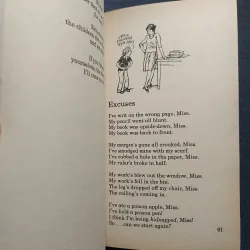 the children
Excuses
I've writ on the wrong page, Miss.
My pencil went all blunt.
My book was upside-down, Miss.
My book was back to front.
My margin's gone all crooked, Miss.
I've smudged mine with my scarf.
I've rubbed a hole in the paper, Miss.
My ruler's broke in half.
My work's blew out the window, Miss.
My work's fell in the bin.
The leg's dropped off my chair, Miss.
The ceiling's coming in.
I've ate a poison apple, Miss.
I've held a poison pen!
I think I'm being kidnapped, Miss!
So . . . can we start again?
61